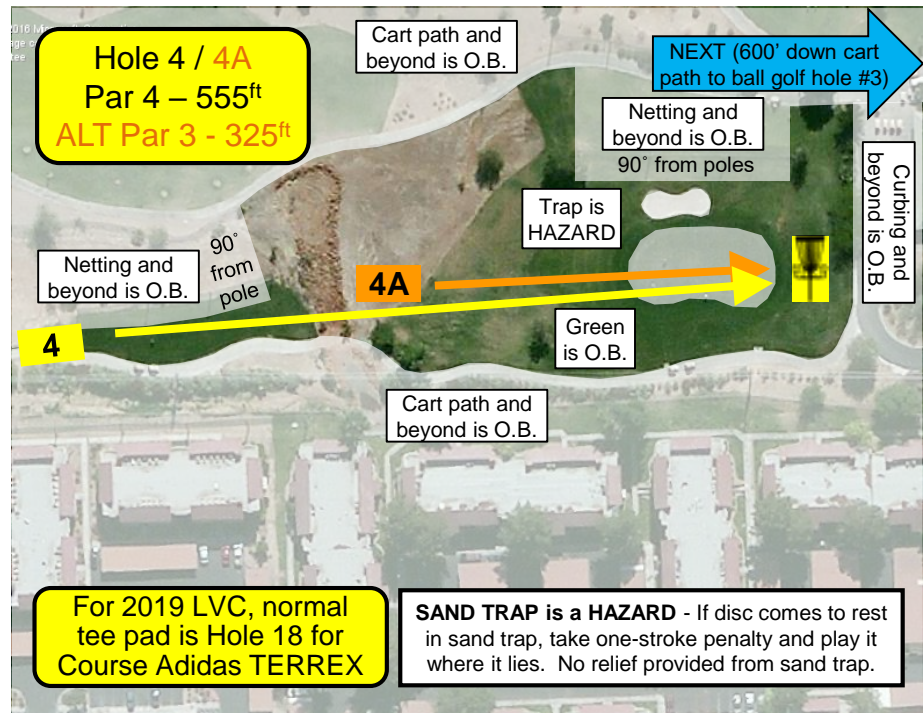 2016 M
age c
tee
Hole 4 / 4A
Par 4 – 555ft
ALT Par 3 - 325ft
Cart path and
beyond is O.B.
NEXT (600’ down cart
path to ball golf hole #3)
Netting and
beyond is O.B.
90˚ from poles
Curbing and
beyond is O.B.
Trap is
HAZARD
90˚
from
pole
Netting and
beyond is O.B.
4A
4
Green
is O.B.
Cart path and
beyond is O.B.
For 2019 LVC, normal
tee pad is Hole 18 for
Course Adidas TERREX
SAND TRAP is a HAZARD - If disc comes to rest
in sand trap, take one-stroke penalty and play it
where it lies.  No relief provided from sand trap.